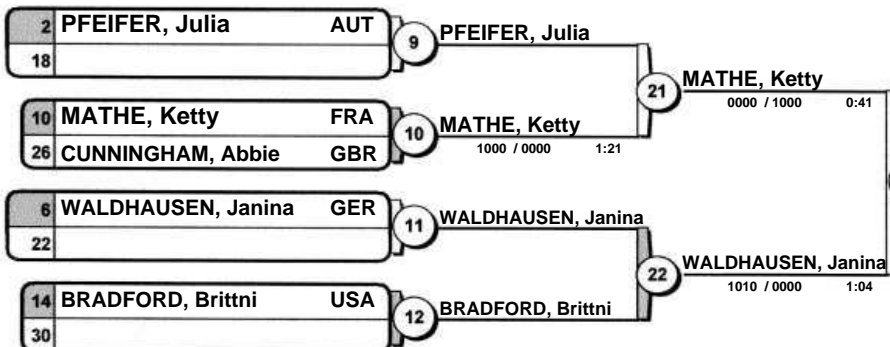 2 PFEIFER, Julia AUT
18
9 PFEIFER, Julia
10 MATHE, Ketty FRA
26 CUNNINGHAM, Abbie GBR
10 MATHE, Ketty
1000 / 0000 1:21
21 MATHE, Ketty
0000 / 1000 0:41
6 WALDHAUSEN, Janina GER
22
11 WALDHAUSEN, Janina
14 BRADFORD, Brittni USA
30
12 BRADFORD, Brittni
22 WALDHAUSEN, Janina
1010 / 0000 1:04